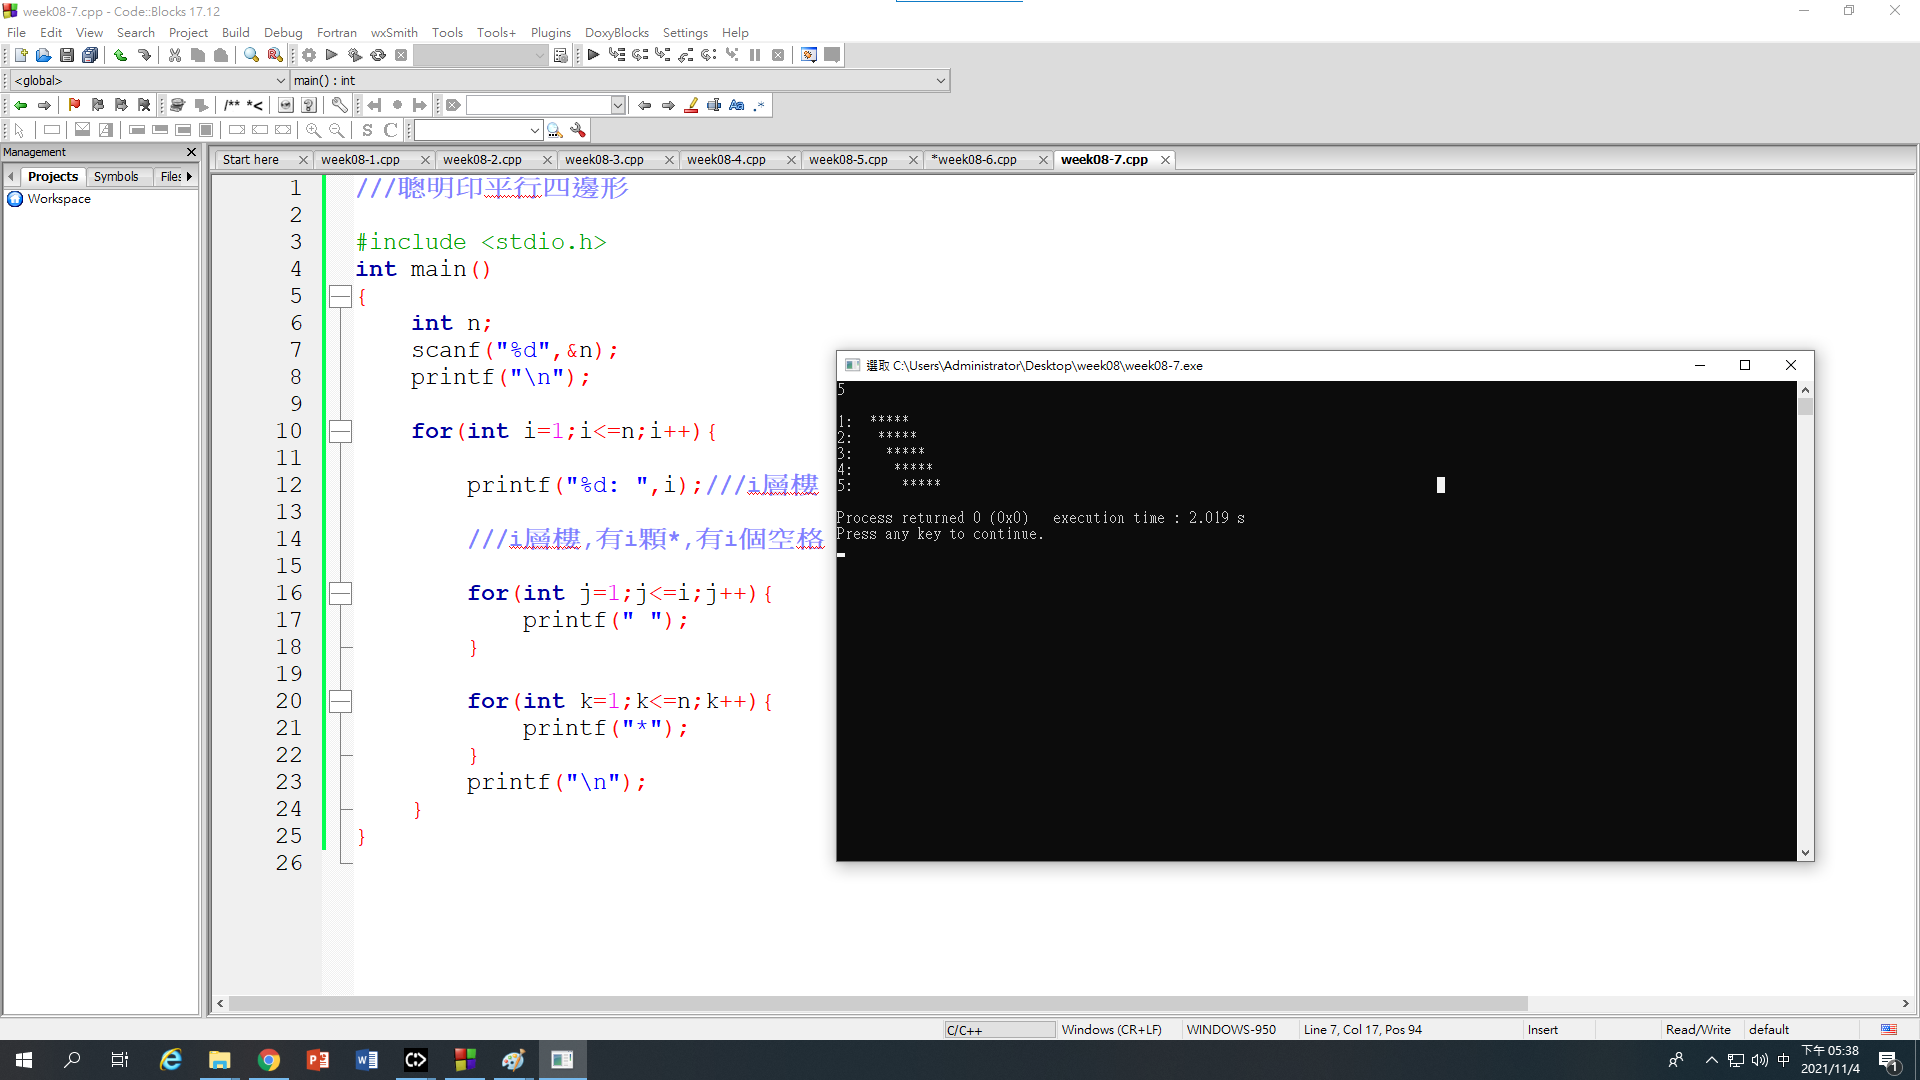 week08-7.cpp - Code::Blocks 17.12
File Edit View Search Project Build Debug Fortran wxSmith Tools Tools+ Plugins DoxyBlocks Settings Help
<global> main() : int
/** *<
Aa .*
S C
Management
Projects Symbols Files
Workspace
Start here week08-1.cpp week08-2.cpp week08-3.cpp week08-4.cpp week08-5.cpp *week08-6.cpp week08-7.cpp
1 ///聰明印平行四邊形
2
3 #include <stdio.h>
4 int main()
5 {
6 int n;
7 scanf("%d",&n);
8 printf("\n");
9
10 for(int i=1;i<=n;i++){
11
12 printf("%d: ",i);///i層樓
13
14 ///i層樓,有i顆*,有i個空格
15
16 for(int j=1;j<=i;j++){
17 printf(" ");
18 }
19
20 for(int k=1;k<=n;k++){
21 printf("*");
22 }
23 printf("\n");
24 }
25 }
26
選取 C:\Users\Administrator\Desktop\week08\week08-7.exe
5
1:  *****
2:   *****
3:    *****
4:     *****
5:      *****
Process returned 0 (0x0)   execution time : 2.019 s
Press any key to continue.
C/C++ Windows (CR+LF) WINDOWS-950 Line 7, Col 17, Pos 94 Insert Read/Write default
中 下午 05:38
2021/11/4 1